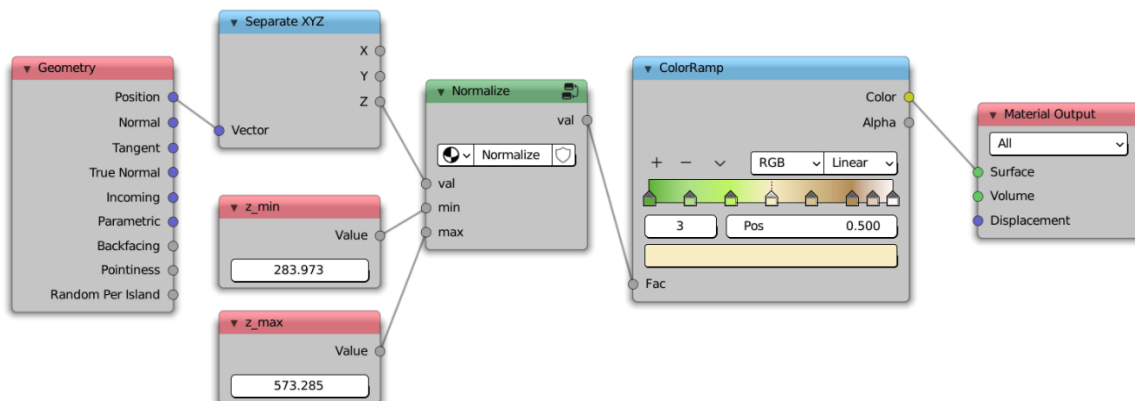 Geometry
Position
Normal
Tangent
True Normal
Incoming
Parametric
Backfacing
Pointiness
Random Per Island
Separate XYZ
X
Y
Z
Vector
z_min
Value
283.973
z_max
Value
573.285
Normalize
val
Normalize
val
min
max
ColorRamp
Color
Alpha
+ − RGB Linear
3 Pos 0.500
Fac
Material Output
All
Surface
Volume
Displacement